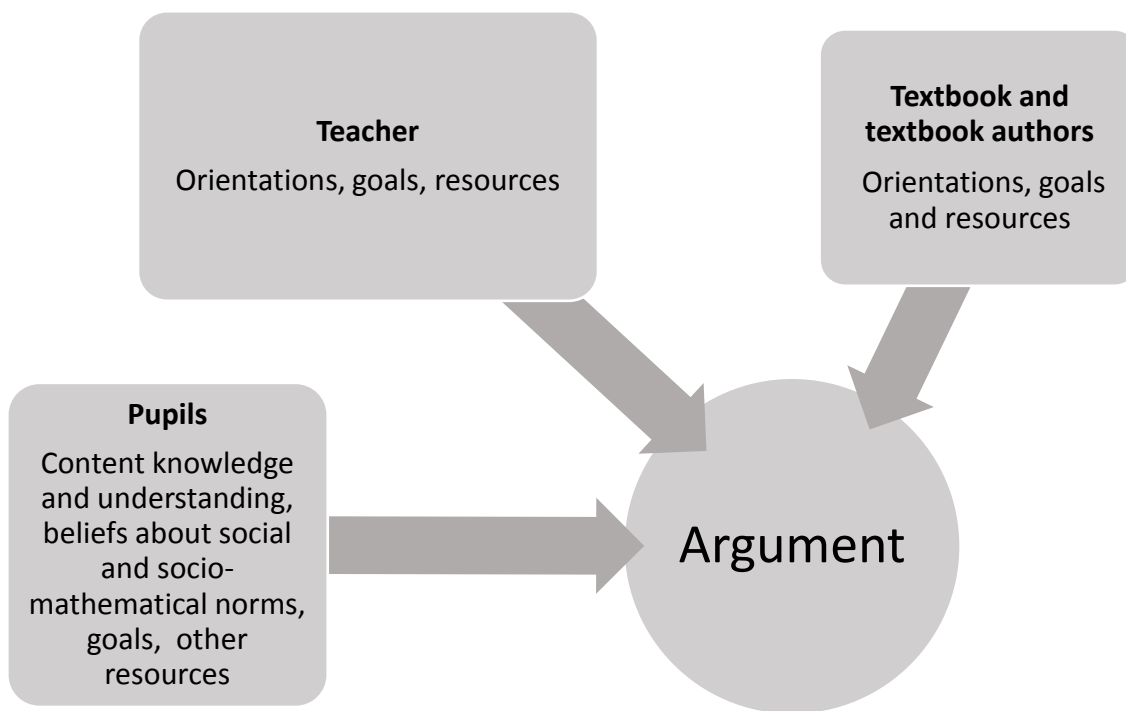 Teacher
Orientations, goals, resources
Textbook and
textbook authors
Orientations, goals
and resources
Pupils
Content knowledge
and understanding,
beliefs about social
and socio-
mathematical norms,
goals,  other
resources
Argument